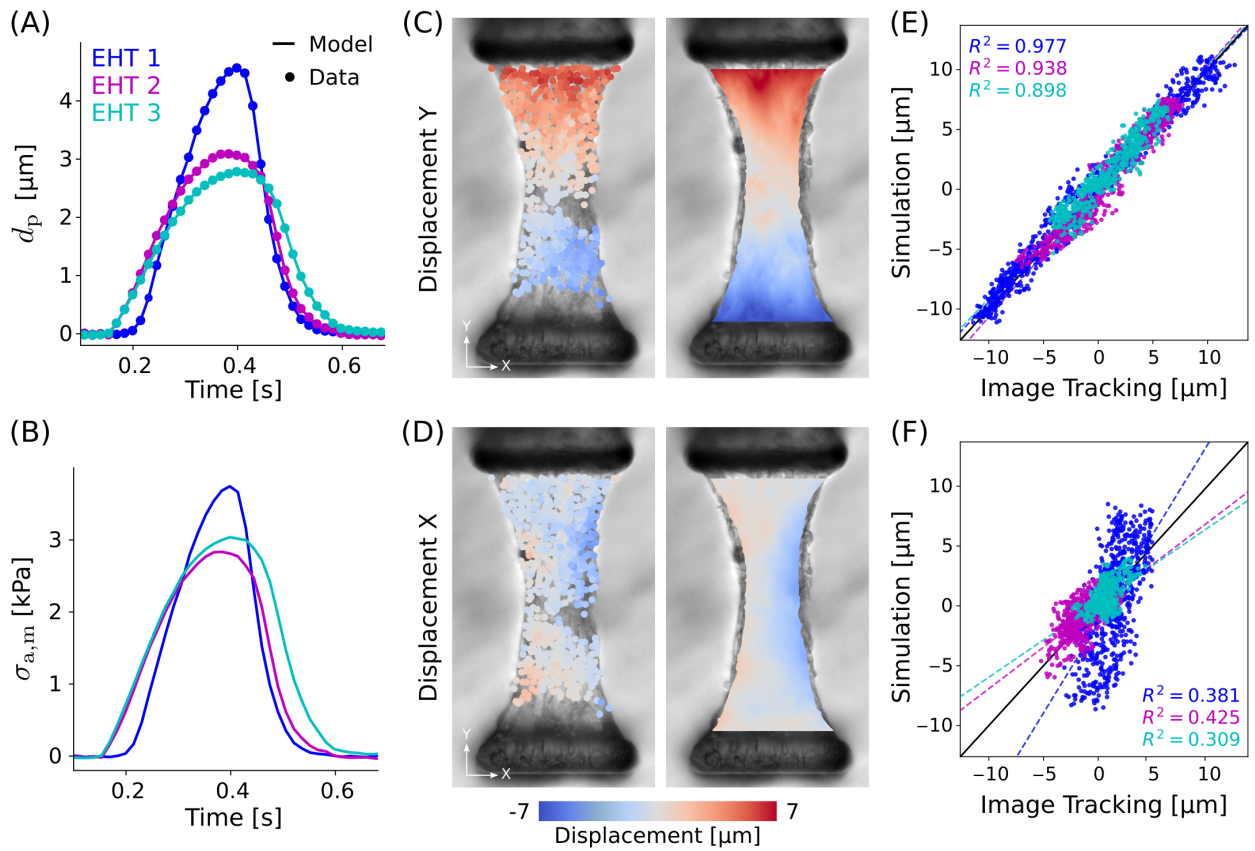 (A)
EHT 1
EHT 2
EHT 3
Model
Data
dp [µm]
4
3
2
1
0
0.2
0.4
0.6
Time [s]
(B)
σa,m [kPa]
3
2
1
0
0.2
0.4
0.6
Time [s]
(C)
Displacement Y
Y
X
(D)
Displacement X
Y
X
-7
7
Displacement [µm]
(E)
R² = 0.977
R² = 0.938
R² = 0.898
Simulation [µm]
10
5
0
−5
−10
−10
−5
0
5
10
Image Tracking [µm]
(F)
Simulation [µm]
10
5
0
−5
−10
R² = 0.381
R² = 0.425
R² = 0.309
−10
−5
0
5
10
Image Tracking [µm]